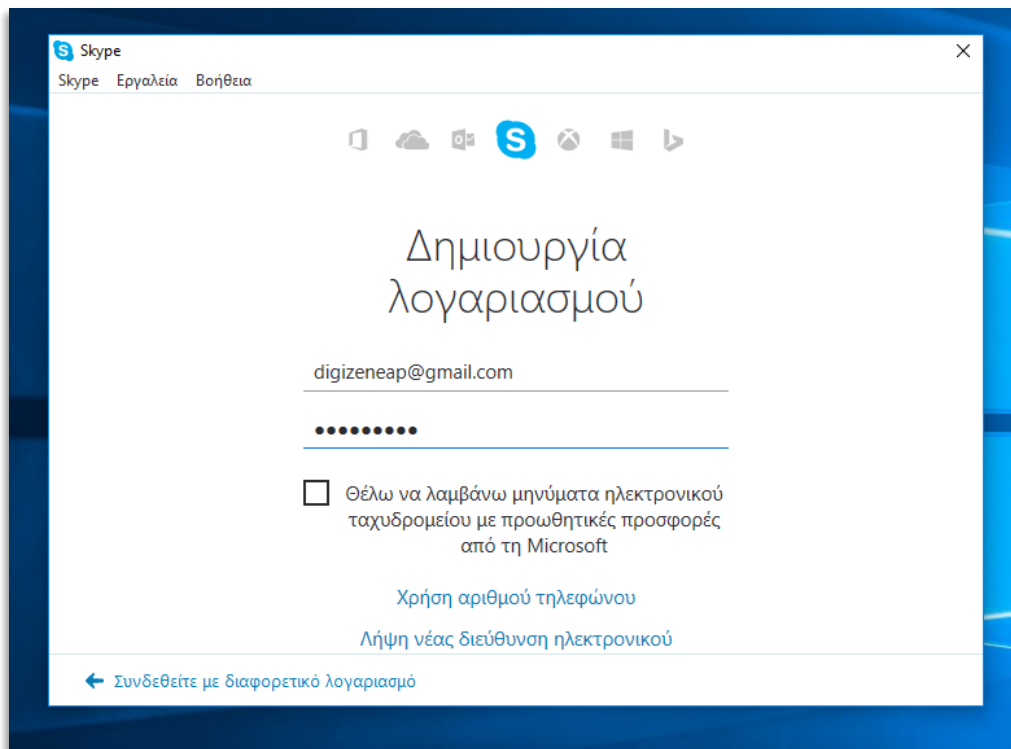 Skype
Skype Εργαλεία Βοήθεια
Δημιουργία
λογαριασμού
digizeneap@gmail.com
•••••••••
Θέλω να λαμβάνω μηνύματα ηλεκτρονικού
ταχυδρομείου με προωθητικές προσφορές
από τη Microsoft
Χρήση αριθμού τηλεφώνου
Λήψη νέας διεύθυνση ηλεκτρονικού
Συνδεθείτε με διαφορετικό λογαριασμό